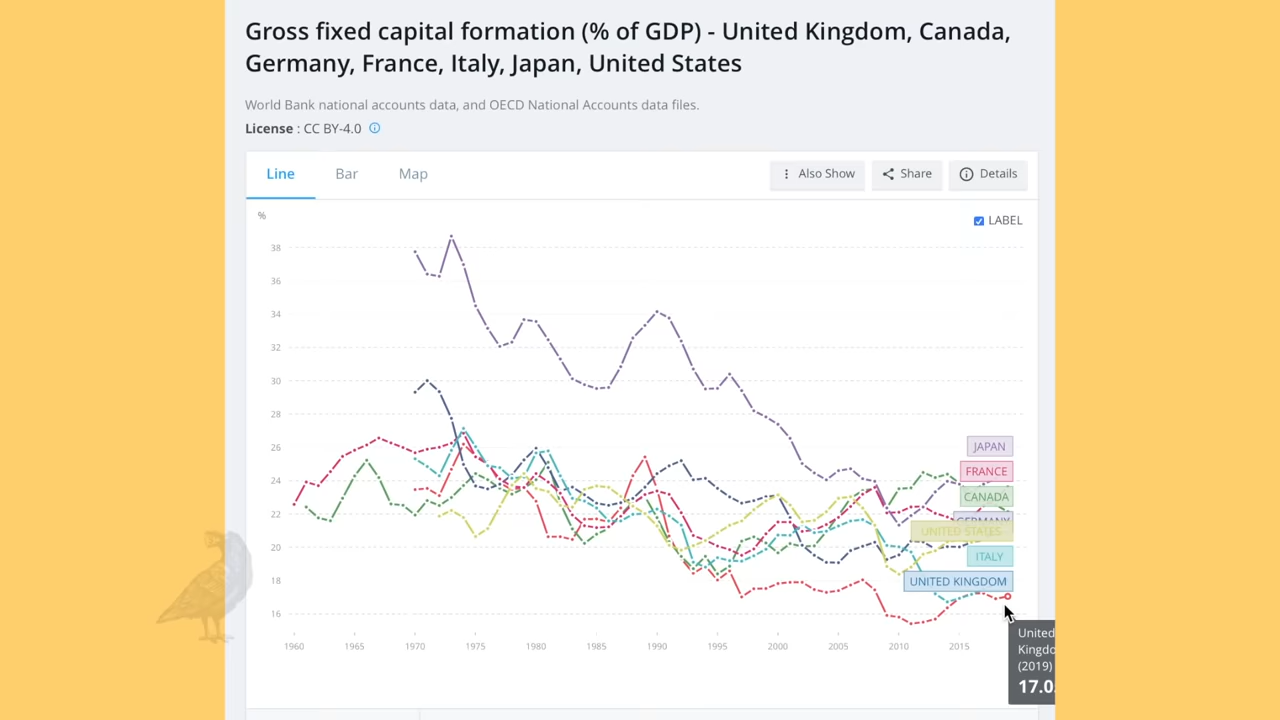 Gross fixed capital formation (% of GDP) - United Kingdom, Canada,
Germany, France, Italy, Japan, United States
World Bank national accounts data, and OECD National Accounts data files.
License : CC BY-4.0
Line Bar Map Also Show Share Details
%
LABEL
38
36
34
32
30
28
26
24
22
20
18
16
JAPAN
FRANCE
CANADA
GERMANY
UNITED STATES
ITALY
UNITED KINGDOM
1960 1965 1970 1975 1980 1985 1990 1995 2000 2005 2010 2015
United
Kingdo
(2019)
17.0